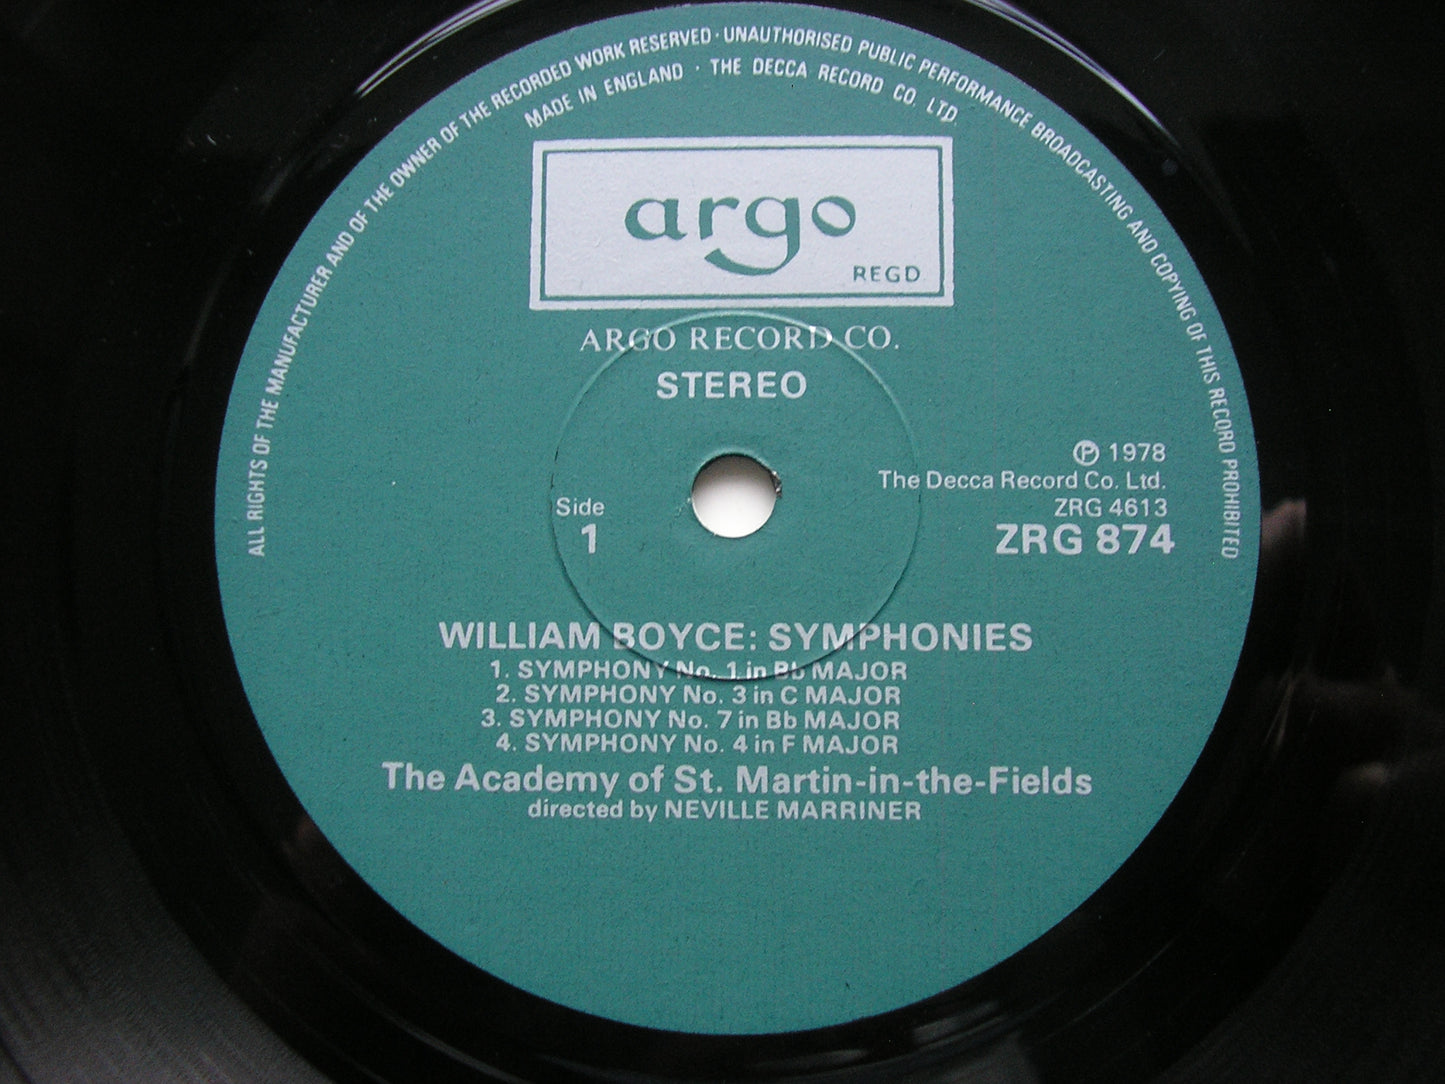 ALL RIGHTS OF THE MANUFACTURER AND OF THE OWNER OF THE RECORDED WORK RESERVED · UNAUTHORISED PUBLIC PERFORMANCE BROADCASTING AND COPYING OF THIS RECORD PROHIBITED
MADE IN ENGLAND · THE DECCA RECORD CO. LTD
argo
REGD
ARGO RECORD CO.
STEREO
℗ 1978
The Decca Record Co. Ltd.
ZRG 4613
ZRG 874
Side
1
WILLIAM BOYCE: SYMPHONIES
1. SYMPHONY No. 1 in Bb MAJOR
2. SYMPHONY No. 3 in C MAJOR
3. SYMPHONY No. 7 in Bb MAJOR
4. SYMPHONY No. 4 in F MAJOR
The Academy of St. Martin-in-the-Fields
directed by NEVILLE MARRINER